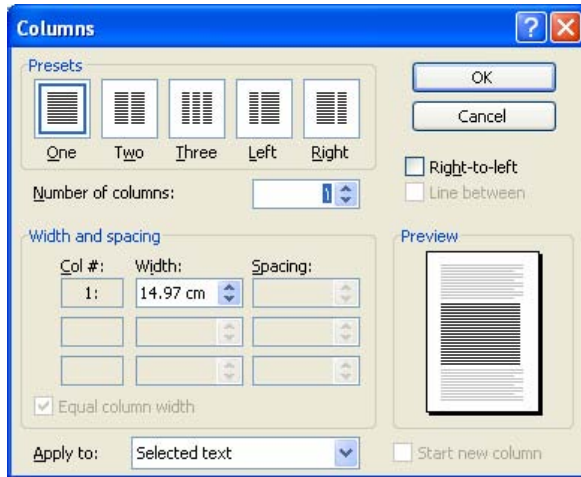 Columns
Presets
One Two Three Left Right
OK
Cancel
Right-to-left
Line between
Number of columns: 1
Width and spacing
Col #: Width: Spacing:
1: 14.97 cm
Equal column width
Preview
Apply to: Selected text
Start new column